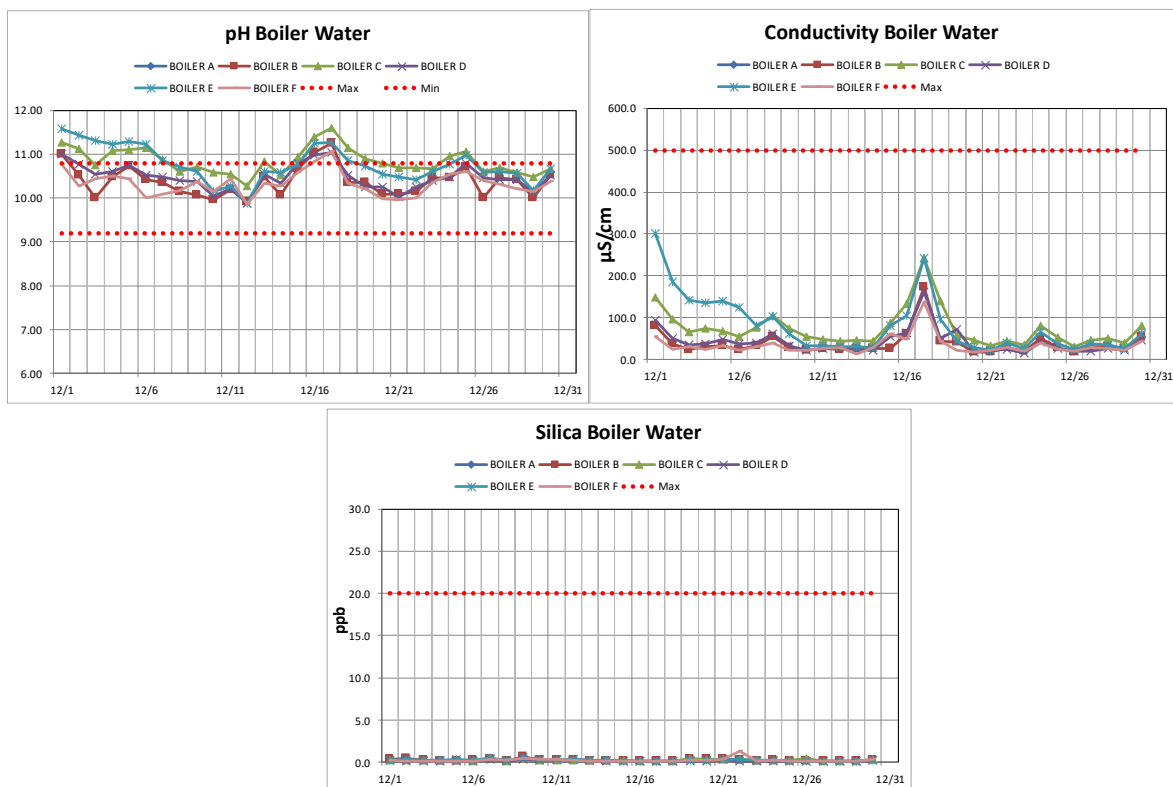 pH Boiler Water
BOILER A BOILER B BOILER C BOILER D
BOILER E BOILER F Max Min
12.00
11.00
10.00
9.00
8.00
7.00
6.00
12/1 12/6 12/11 12/16 12/21 12/26 12/31
Conductivity Boiler Water
BOILER A BOILER B BOILER C BOILER D
BOILER E BOILER F Max
µS/cm
600.0
500.0
400.0
300.0
200.0
100.0
0.0
12/1 12/6 12/11 12/16 12/21 12/26 12/31
Silica Boiler Water
BOILER A BOILER B BOILER C BOILER D
BOILER E BOILER F Max
ppb
30.0
25.0
20.0
15.0
10.0
5.0
0.0
12/1 12/6 12/11 12/16 12/21 12/26 12/31